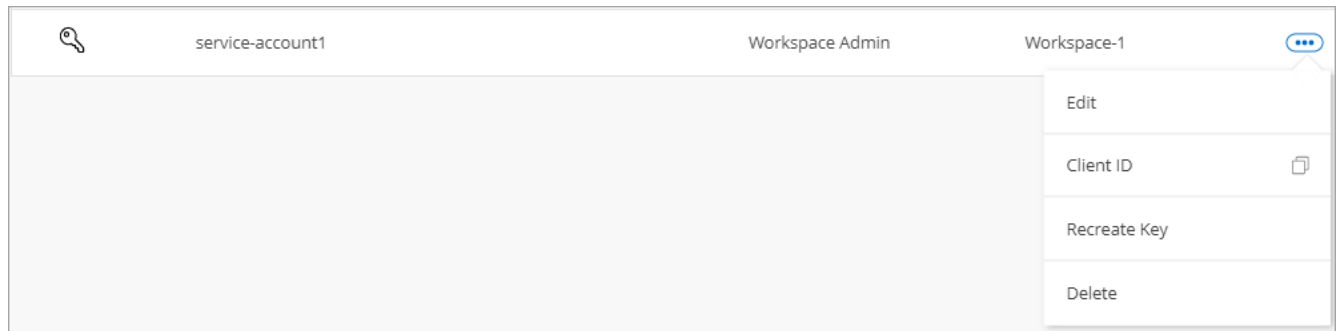 service-account1 Workspace Admin Workspace-1
Edit
Client ID
Recreate Key
Delete